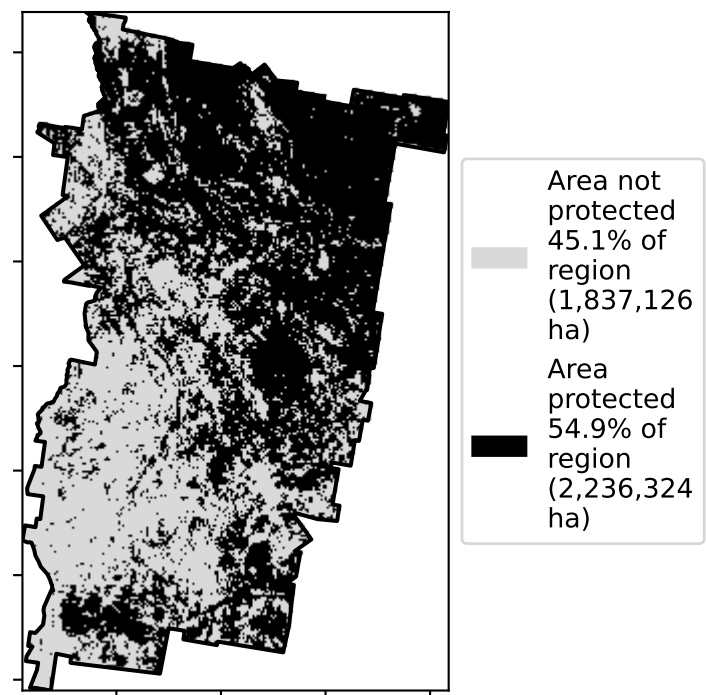 Area not
protected
45.1% of
region
(1,837,126
ha)
Area
protected
54.9% of
region
(2,236,324
ha)